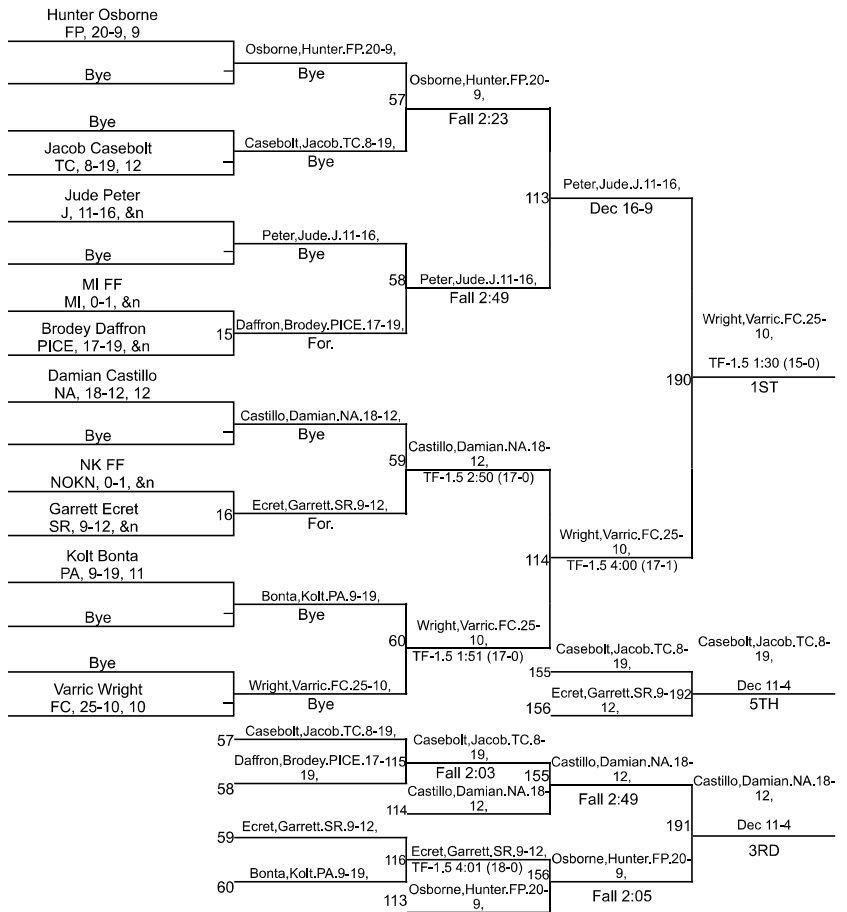 Hunter Osborne
FP, 20-9, 9
Osborne,Hunter.FP.20-9,
Bye
Bye
57
Osborne,Hunter.FP.20-
9,
Fall 2:23
Bye
Jacob Casebolt
TC, 8-19, 12
Casebolt,Jacob.TC.8-19,
Bye
113
Peter,Jude.J.11-16,
Dec 16-9
Jude Peter
J, 11-16, &n
Peter,Jude.J.11-16,
Bye
Bye
58
Peter,Jude.J.11-16,
Fall 2:49
MI FF
MI, 0-1, &n
Brodey Daffron
PICE, 17-19, &n
15
Daffron,Brodey.PICE.17-19,
For.
190
Wright,Varric.FC.25-
10,
TF-1.5 1:30 (15-0)
1ST
Damian Castillo
NA, 18-12, 12
Castillo,Damian.NA.18-12,
Bye
Bye
59
Castillo,Damian.NA.18-
12,
TF-1.5 2:50 (17-0)
NK FF
NOKN, 0-1, &n
Garrett Ecret
SR, 9-12, &n
16
Ecret,Garrett.SR.9-12,
For.
114
Wright,Varric.FC.25-
10,
TF-1.5 4:00 (17-1)
Kolt Bonta
PA, 9-19, 11
Bonta,Kolt.PA.9-19,
Bye
Bye
60
Wright,Varric.FC.25-
10,
TF-1.5 1:51 (17-0)
Bye
Varric Wright
FC, 25-10, 10
Wright,Varric.FC.25-10,
Bye
155
Casebolt,Jacob.TC.8-
19,
156
Ecret,Garrett.SR.9-
12,
192
Casebolt,Jacob.TC.8-
19,
Dec 11-4
5TH
57
Casebolt,Jacob.TC.8-19,
Daffron,Brodey.PICE.17-
19,
58
115
Casebolt,Jacob.TC.8-
19,
Fall 2:03
114
Castillo,Damian.NA.18-
12,
155
Castillo,Damian.NA.18-
12,
Fall 2:49
191
Castillo,Damian.NA.18-
12,
Dec 11-4
3RD
59
Ecret,Garrett.SR.9-12,
60
Bonta,Kolt.PA.9-19,
116
Ecret,Garrett.SR.9-12,
TF-1.5 4:01 (18-0)
113
Osborne,Hunter.FP.20-
9,
156
Osborne,Hunter.FP.20-
9,
Fall 2:05